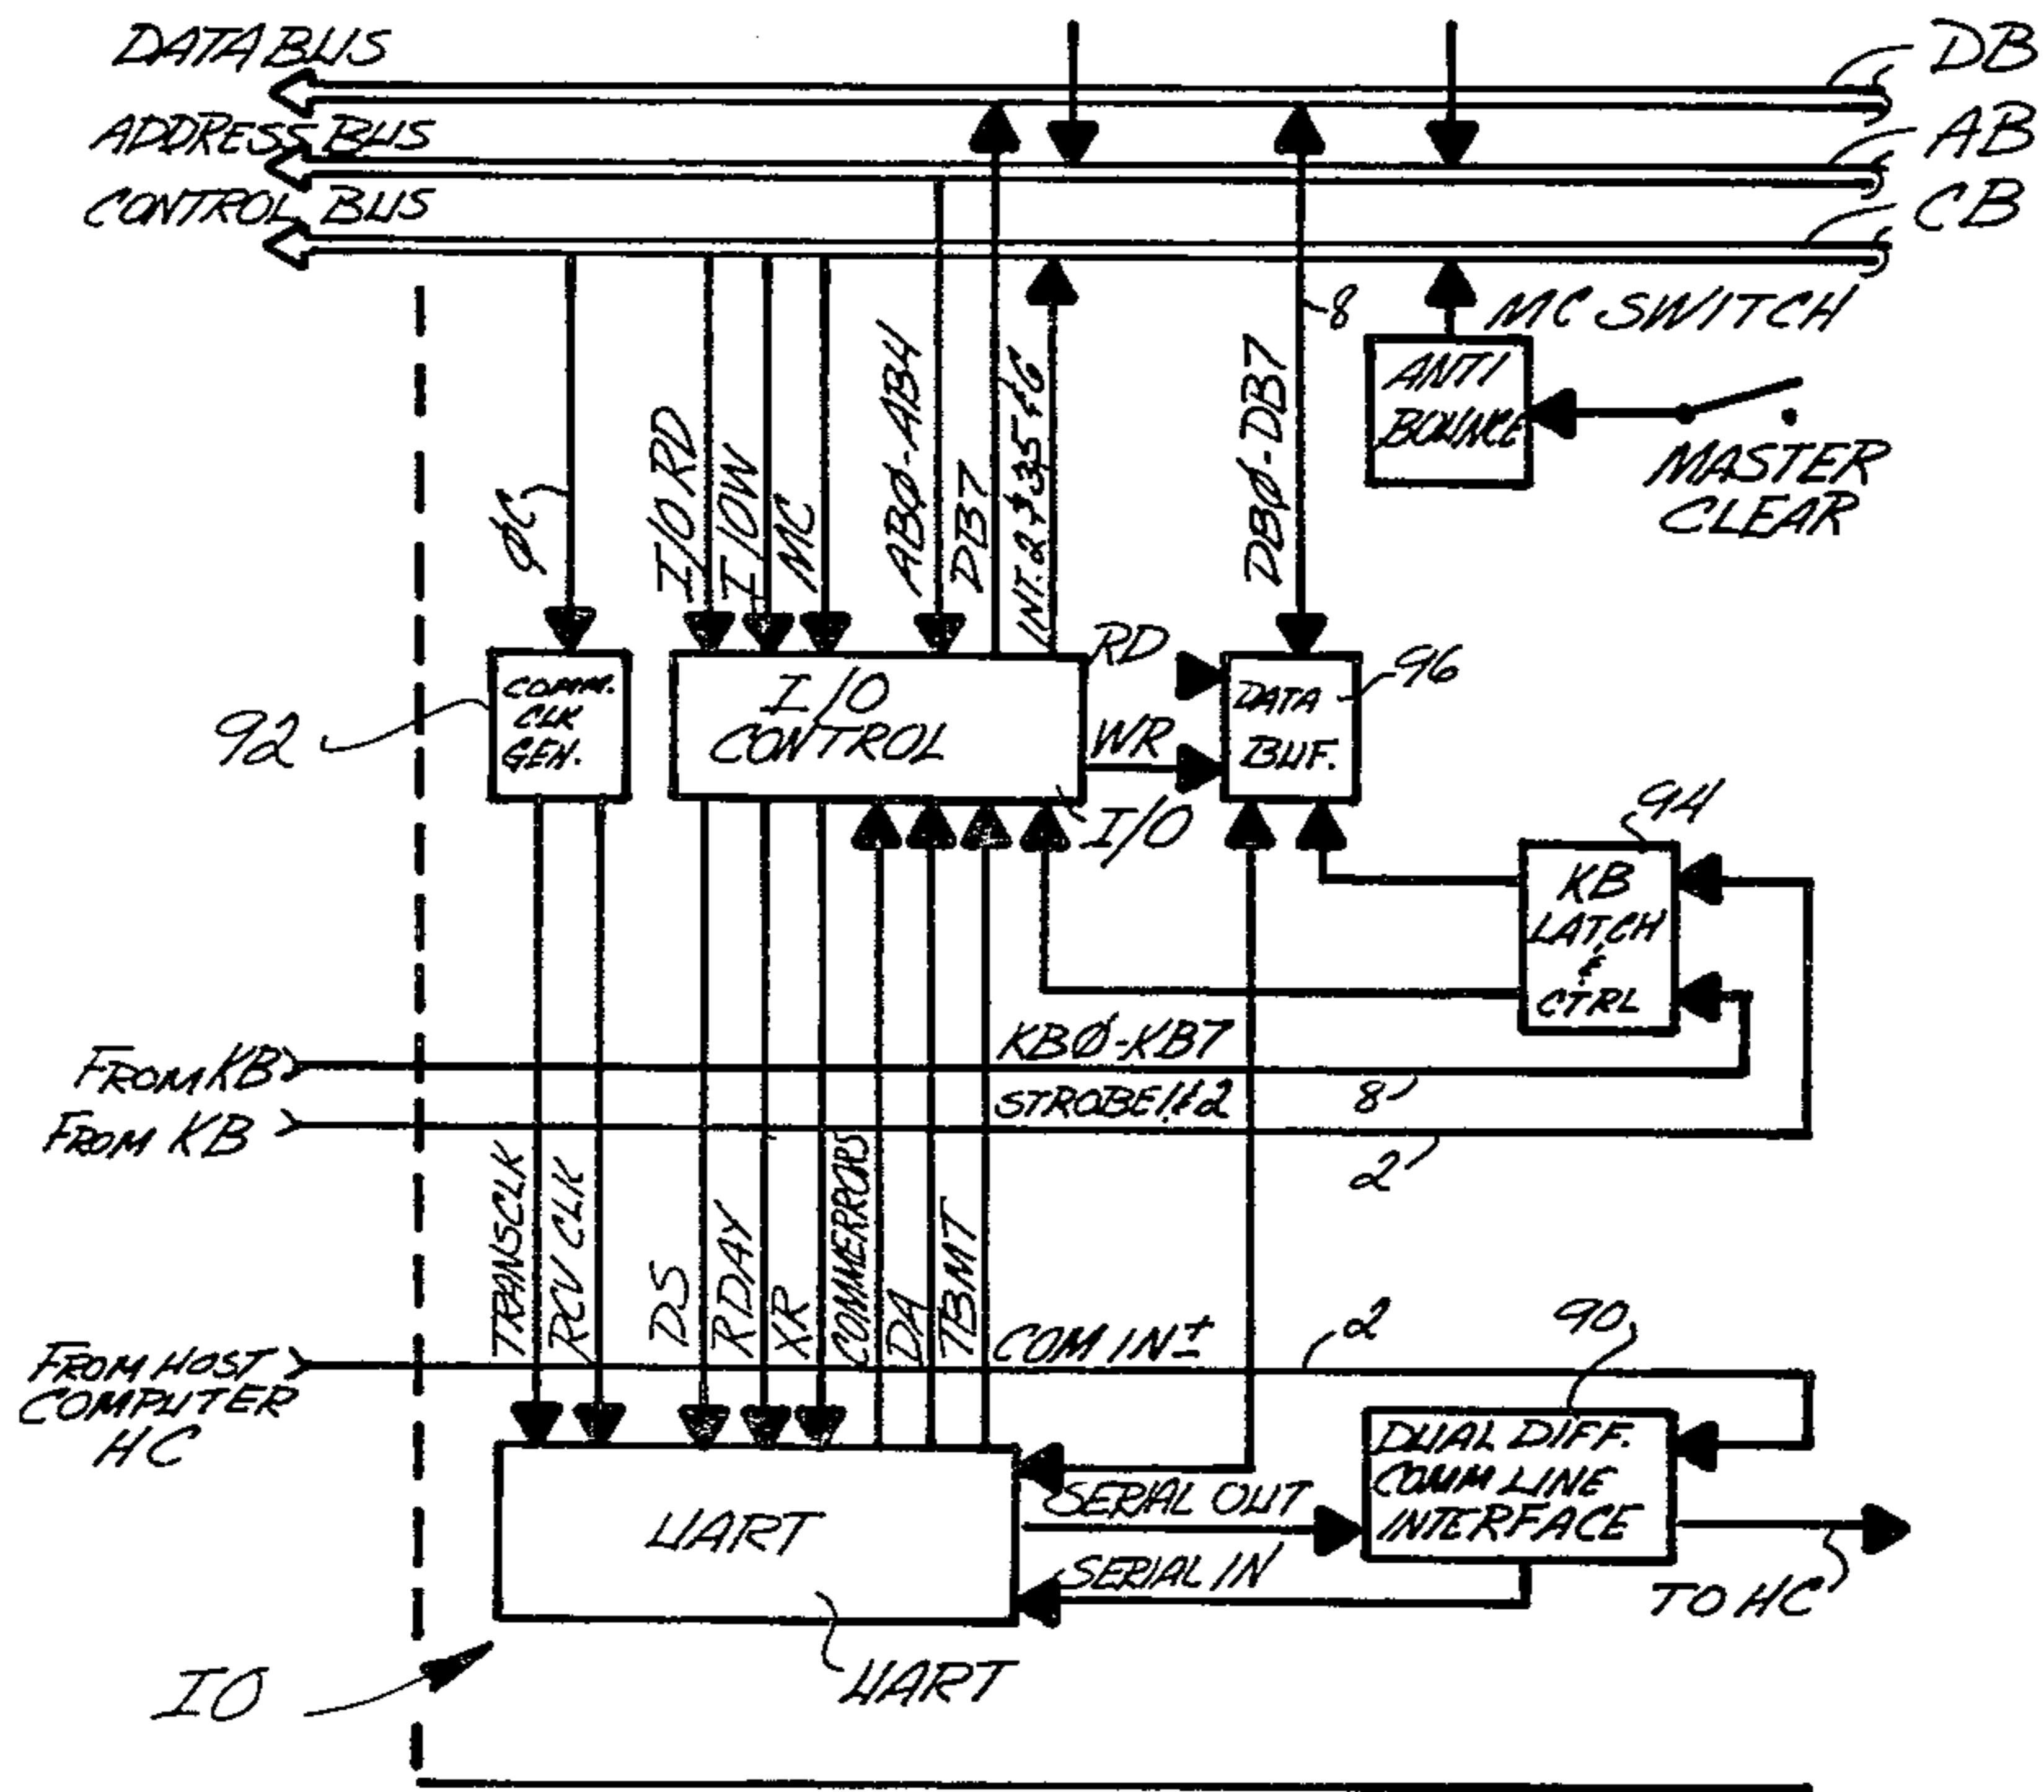 DATA BUS
DB
ADDRESS BUS
AB
CONTROL BUS
CB
MC SWITCH
8
ANTI
BOUNCE
MASTER
CLEAR
ØC
I/O RD
I/OW
MC
ABØ-AB4
DB7
DBØ-DB7
RD
WR
92
COMM.
CLK
GEN.
I/O
CONTROL
I/O
DATA
BUF.
96
94
KB
LATCH
&
CTRL
FROM KB
KBØ-KB7
8
FROM KB
STROBE 1&2
2
TRANSCLK
RCV CLK
DS
RDAY
XR
COMMERRORS
DA
TBMT
FROM HOST
COMPUTER
HC
COM IN±
2
90
DUAL DIFF.
COMM LINE
INTERFACE
SERIAL OUT
SERIAL IN
TO HC
UART
UART
IO